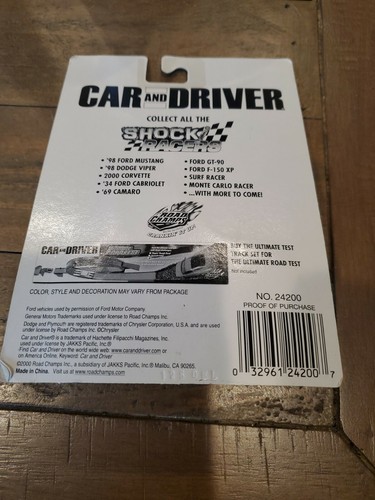 CAR AND DRIVER
COLLECT ALL THE
SHOCK RACERS
• '98 FORD MUSTANG
• '98 DODGE VIPER
• 2000 CORVETTE
• '34 FORD CABRIOLET
• '69 CAMARO
• FORD GT-90
• FORD F-150 XP
• SURF RACER
• MONTE CARLO RACER
• ...WITH MORE TO COME!
ROAD CHAMPS
CRANKIN' IT UP
CAR AND DRIVER
BUY THE ULTIMATE TEST
TRACK SET FOR
THE ULTIMATE ROAD TEST
Not included
COLOR, STYLE AND DECORATION MAY VARY FROM PACKAGE
NO. 24200
PROOF OF PURCHASE
Ford vehicles used by permission of Ford Motor Company.
General Motors Trademarks used under license to Road Champs Inc.
Dodge and Plymouth are registered trademarks of Chrysler Corporation, U.S.A. and are used
under license by Road Champs Inc. ©Chrysler
Car and Driver® is a trademark of Hachette Filipacchi Magazines, Inc.
used under license by JAKKS Pacific, Inc.®
Find Car and Driver on the world wide web: www.caranddriver.com or
on America Online, Keyword: Car and Driver
©2000 Road Champs Inc., a subsidiary of JAKKS Pacific, Inc.® Malibu, CA 90265.
Made in China. Visit us at www.roadchamps.com
0 32961 24200 7